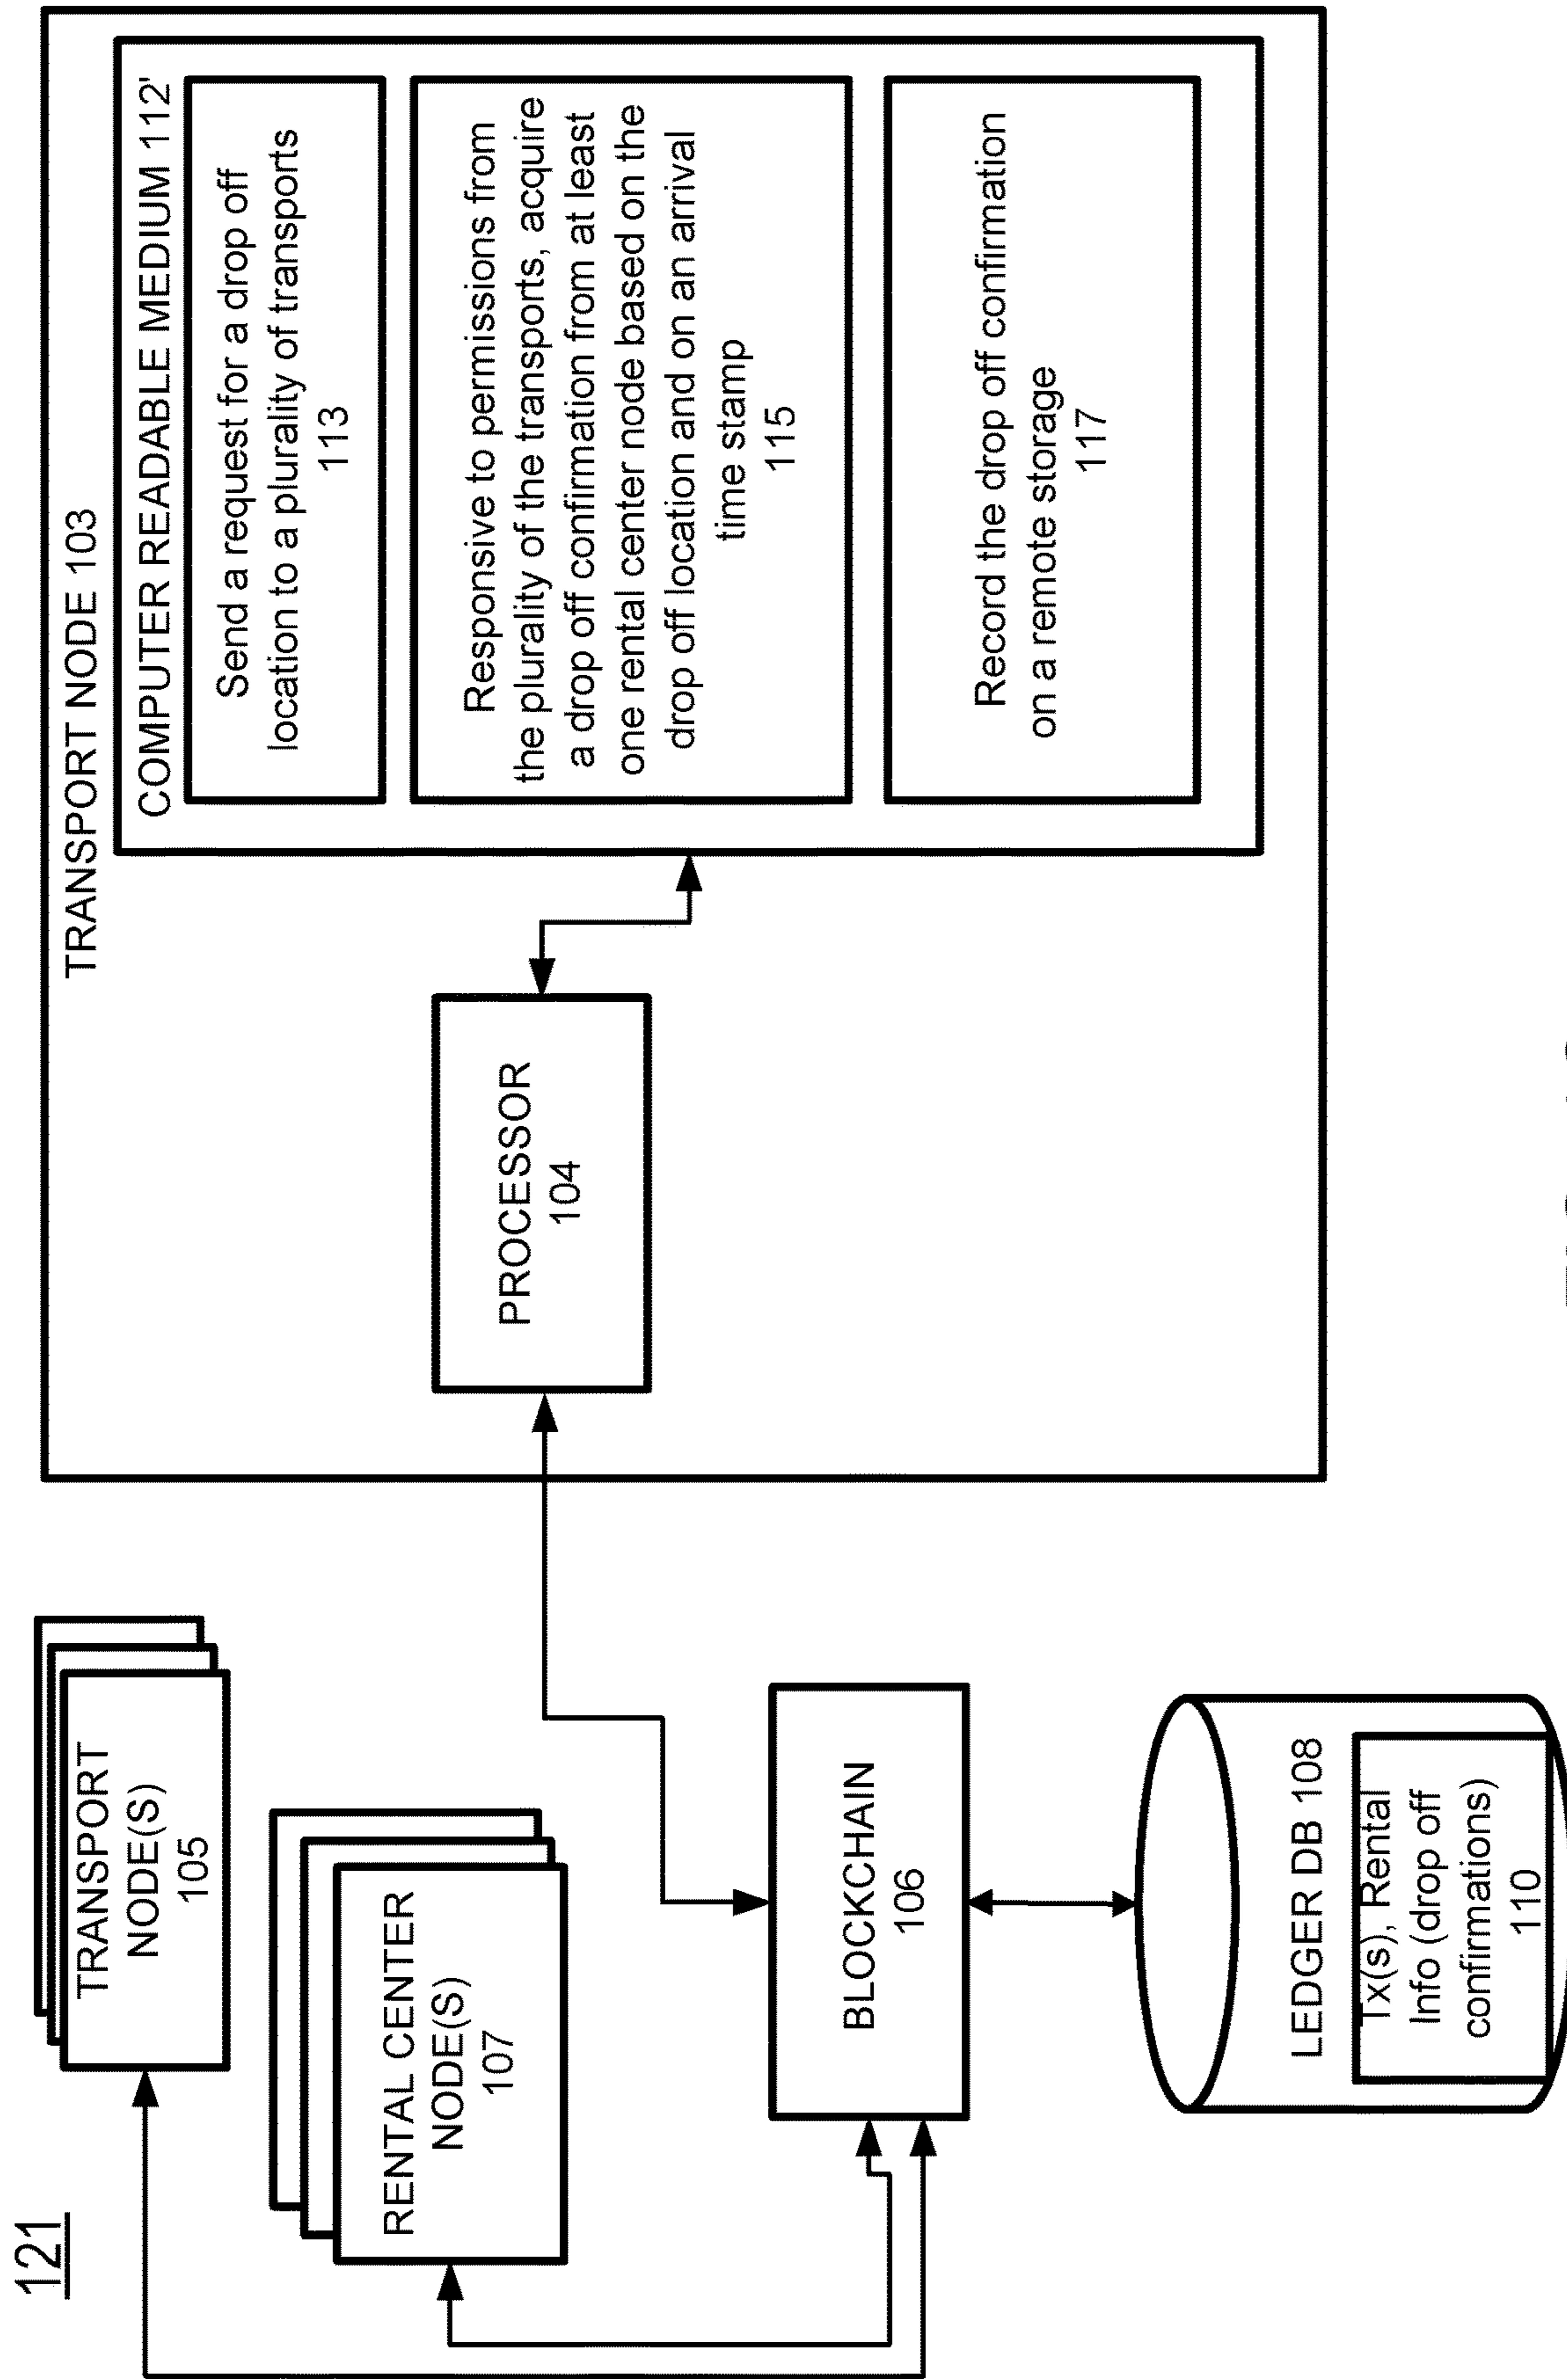 121
TRANSPORT
NODE(S)
105
RENTAL CENTER
NODE(S)
107
BLOCKCHAIN
106
LEDGER DB 108
Tx(s), Rental
Info (drop off
confirmations)
110
TRANSPORT NODE 103
PROCESSOR
104
COMPUTER READABLE MEDIUM 112'
Send a request for a drop off
location to a plurality of transports
113
Responsive to permissions from
the plurality of the transports, acquire
a drop off confirmation from at least
one rental center node based on the
drop off location and on an arrival
time stamp
115
Record the drop off confirmation
on a remote storage
117